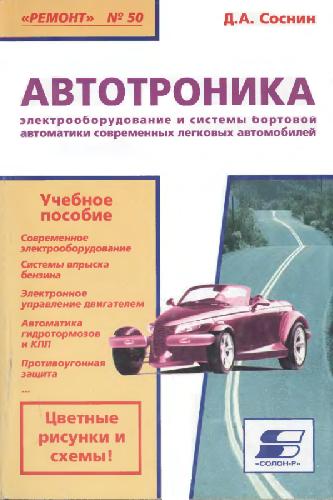 «РЕМОНТ» № 50
Д.А. Соснин
АВТОТРОНИКА
электрооборудование и системы бортовой
автоматики современных легковых автомобилей
Учебное
пособие
Современное
электрооборудование
Системы впрыска
бензина
Электронное
управление двигателем
Автоматика
гидротормозов
и КПП
Противоугонная
защита
...
Цветные
рисунки и
схемы!
«СОЛОН-Р»